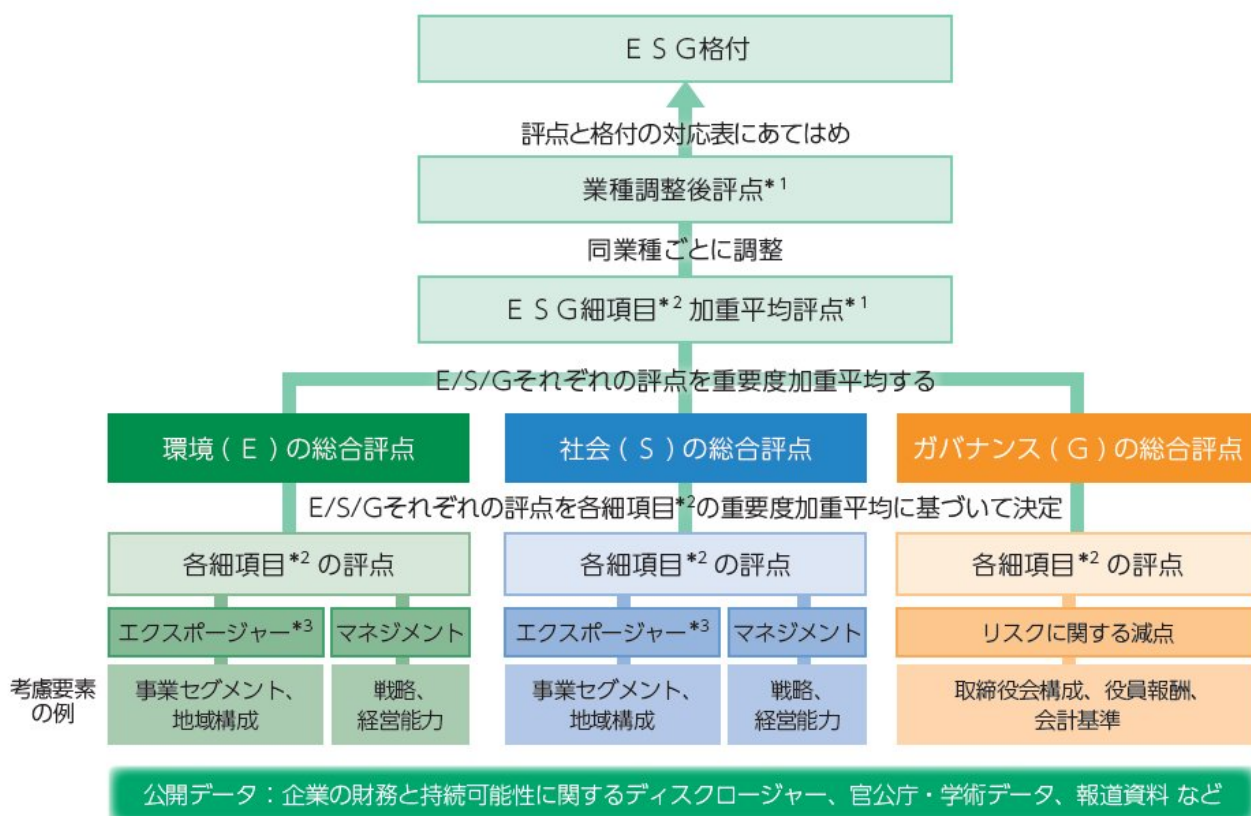 ESG格付
評点と格付の対応表にあてはめ
業種調整後評点*1
同業種ごとに調整
ESG細項目*2 加重平均評点*1
E/S/Gそれぞれの評点を重要度加重平均する
環境(E)の総合評点
社会(S)の総合評点
ガバナンス(G)の総合評点
E/S/Gそれぞれの評点を各細項目*2の重要度加重平均に基づいて決定
各細項目*2 の評点
各細項目*2 の評点
各細項目*2 の評点
エクスポージャー*3
マネジメント
エクスポージャー*3
マネジメント
リスクに関する減点
考慮要素
の例
事業セグメント、
地域構成
戦略、
経営能力
事業セグメント、
地域構成
戦略、
経営能力
取締役会構成、役員報酬、
会計基準
公開データ：企業の財務と持続可能性に関するディスクロージャー、官公庁・学術データ、報道資料 など